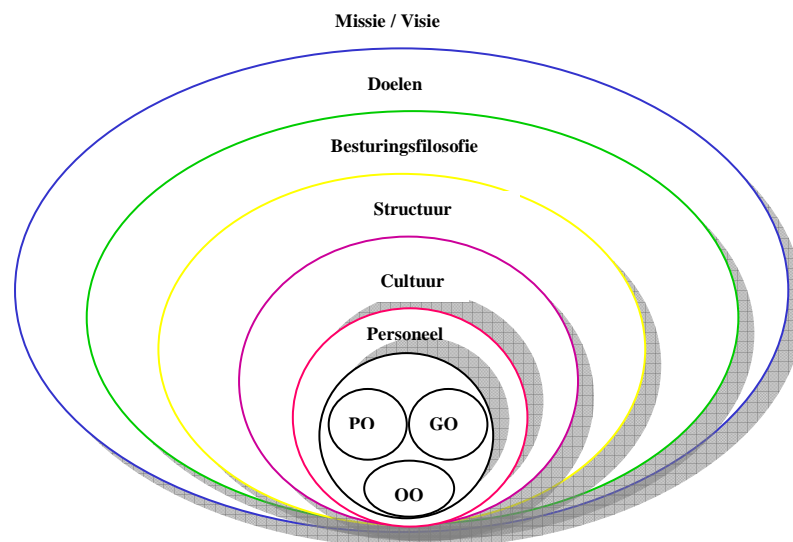 Missie / Visie
Doelen
Besturingsfilosofie
Structuur
Cultuur
Personeel
PO GO
OO